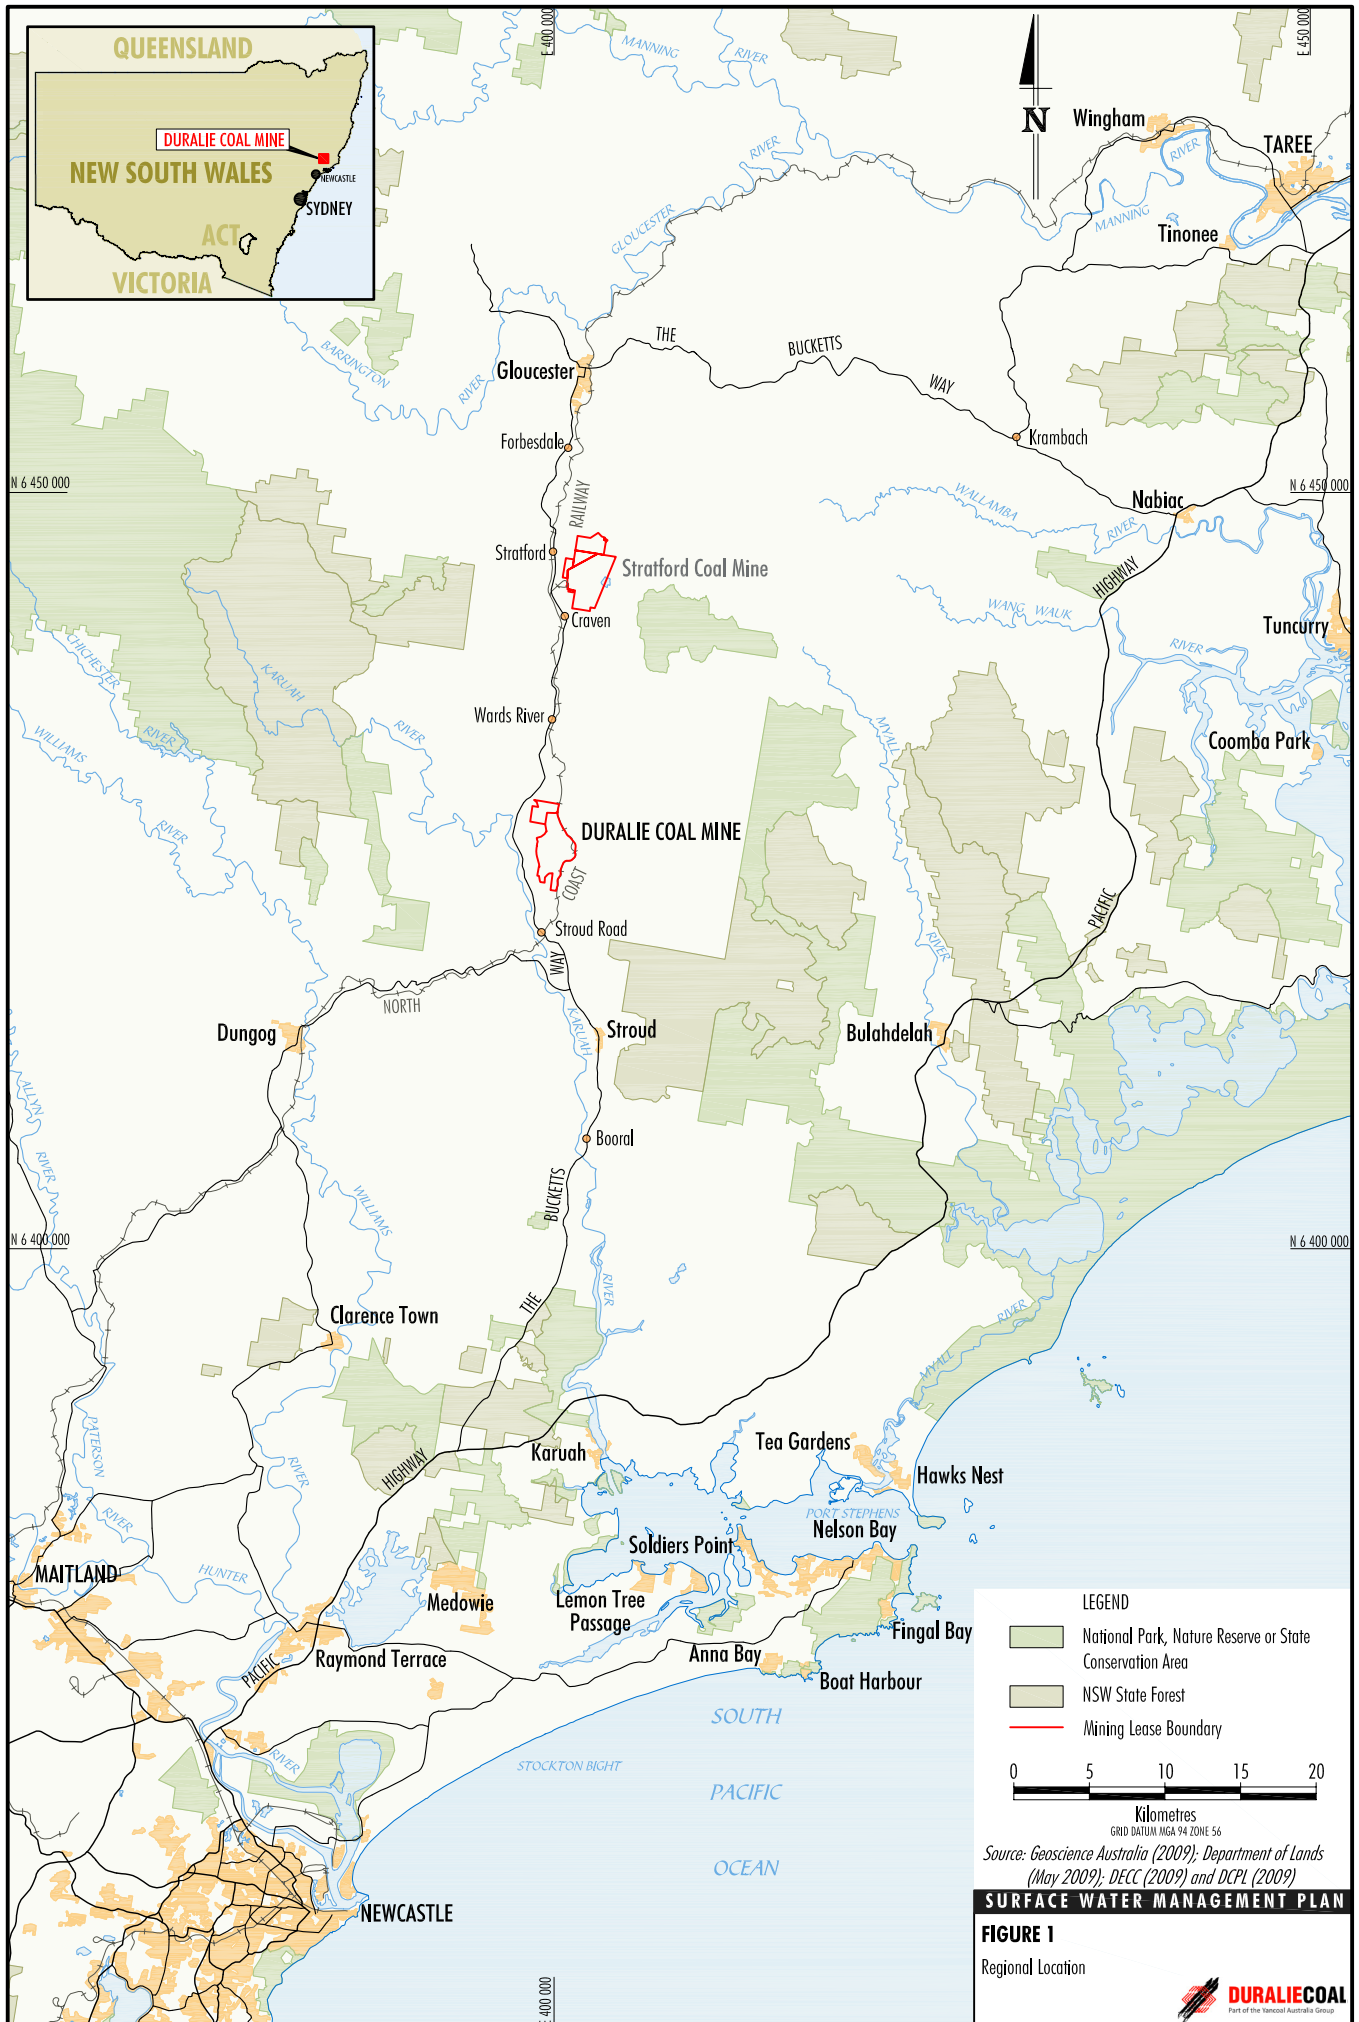 E 400 000
E 450 000
QUEENSLAND
DURALIE COAL MINE
NEW SOUTH WALES
NEWCASTLE
SYDNEY
ACT
VICTORIA
MANNING
RIVER
N
Wingham
TAREE
RIVER
RIVER
MANNING
Tinonee
GLOUCESTER
BARRINGTON
RIVER
THE
BUCKETTS
WAY
Gloucester
Forbesdale
Krambach
N 6 450 000
N 6 450 000
RAILWAY
WALLAMBA
RIVER
Nabiac
Stratford
Stratford Coal Mine
HIGHWAY
Craven
WANG WAUK
RIVER
Tuncurry
CHICHESTER
RIVER
KARUAH
RIVER
Wards River
MYALL
WILLIAMS
RIVER
Coomba Park
DURALIE COAL MINE
COAST
PACIFIC
Stroud Road
WAY
RIVER
NORTH
Dungog
KARUAH
Stroud
Bulahdelah
ALLYN
RIVER
Booral
WILLIAMS
BUCKETTS
N 6 400 000
N 6 400 000
RIVER
THE
RIVER
Clarence Town
MYALL
PATERSON
RIVER
HIGHWAY
Karuah
Tea Gardens
Hawks Nest
RIVER
PORT STEPHENS
Nelson Bay
Soldiers Point
MAITLAND
HUNTER
Medowie
Lemon Tree
Passage
Fingal Bay
Raymond Terrace
PACIFIC
Anna Bay
Boat Harbour
SOUTH
PACIFIC
OCEAN
STOCKTON BIGHT
RIVER
NEWCASTLE
E 400 000
LEGEND
National Park, Nature Reserve or State
Conservation Area
NSW State Forest
Mining Lease Boundary
0 5 10 15 20
Kilometres
GRID DATUM MGA 94 ZONE 56
Source: Geoscience Australia (2009); Department of Lands
(May 2009); DECC (2009) and DCPL (2009)
SURFACE WATER MANAGEMENT PLAN
FIGURE 1
Regional Location
DURALIECOAL
Part of the Yancoal Australia Group